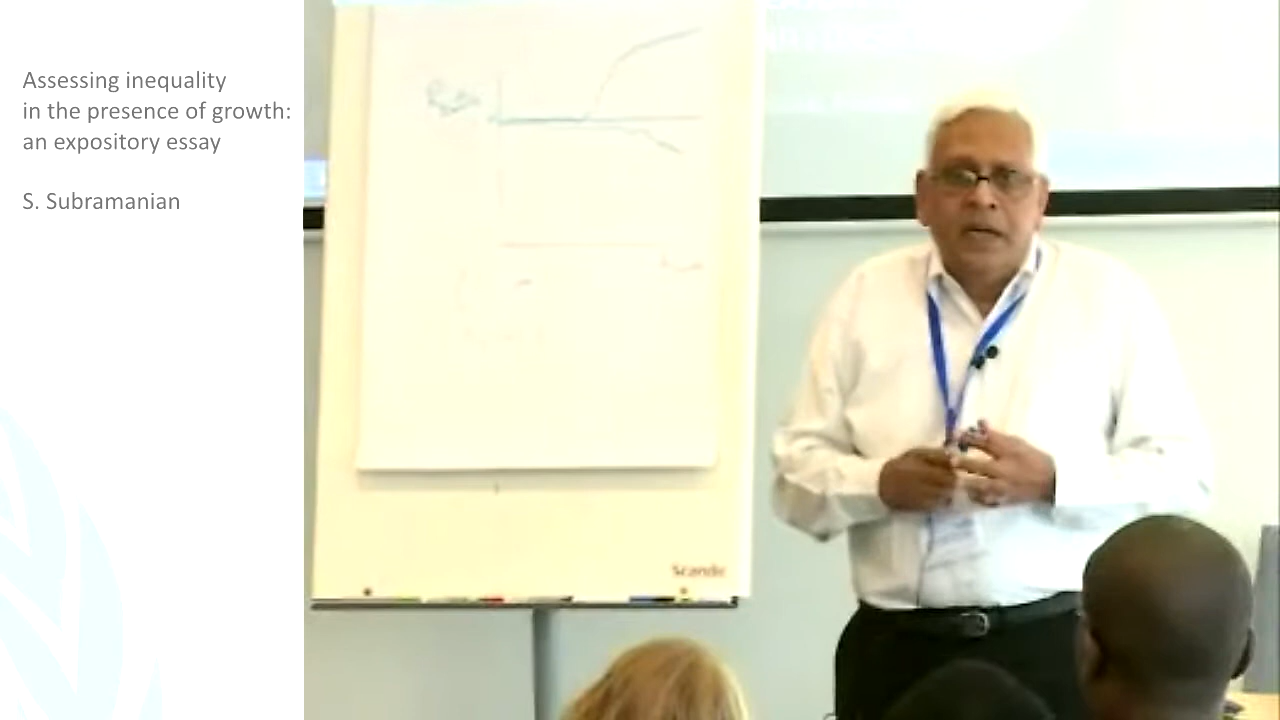 Assessing inequality
in the presence of growth:
an expository essay
S. Subramanian
Scandic